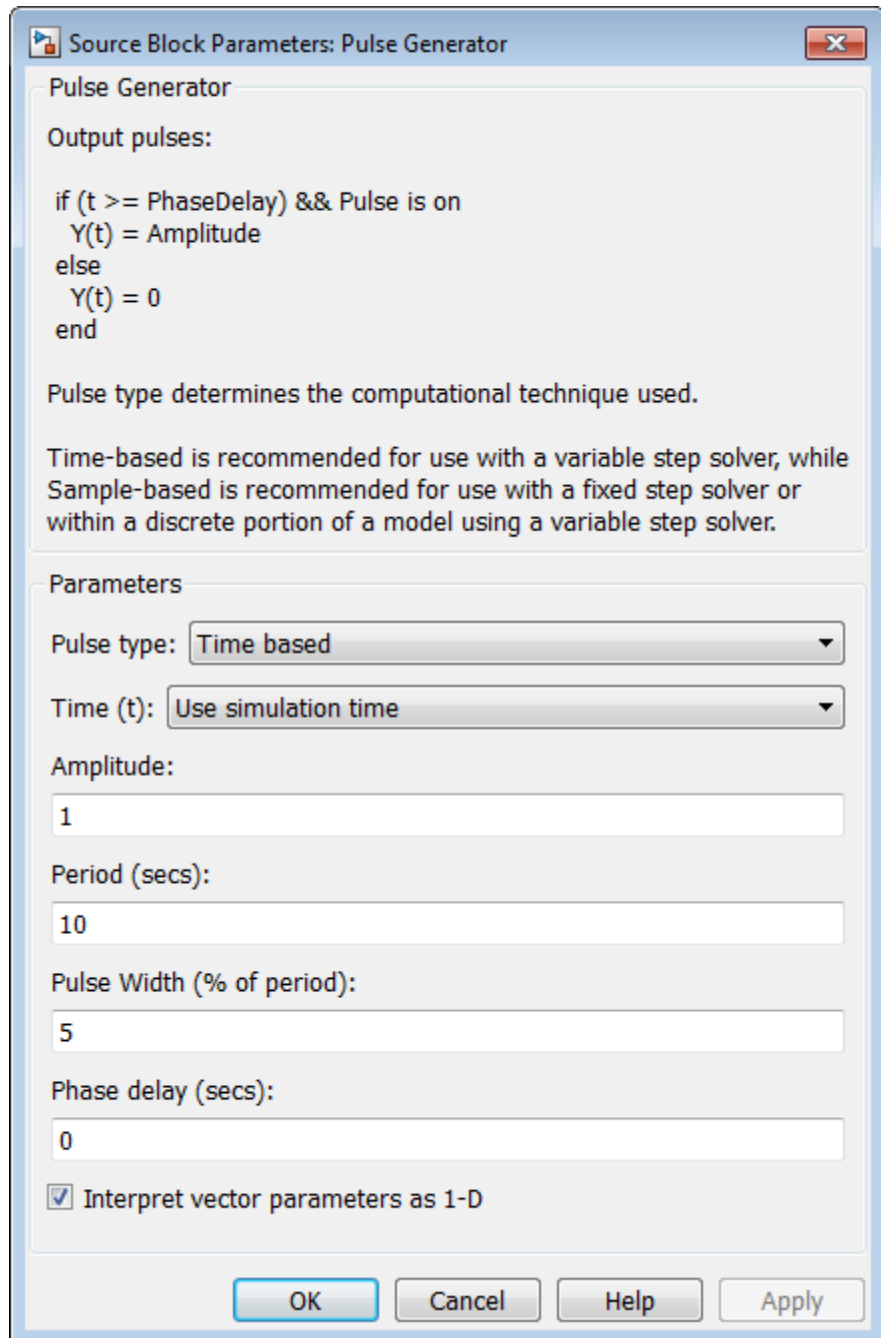 Source Block Parameters: Pulse Generator
Pulse Generator
Output pulses:
if (t >= PhaseDelay) && Pulse is on
Y(t) = Amplitude
else
Y(t) = 0
end
Pulse type determines the computational technique used.
Time-based is recommended for use with a variable step solver, while
Sample-based is recommended for use with a fixed step solver or
within a discrete portion of a model using a variable step solver.
Parameters
Pulse type: Time based
Time (t): Use simulation time
Amplitude:
1
Period (secs):
10
Pulse Width (% of period):
5
Phase delay (secs):
0
Interpret vector parameters as 1-D
OK Cancel Help Apply